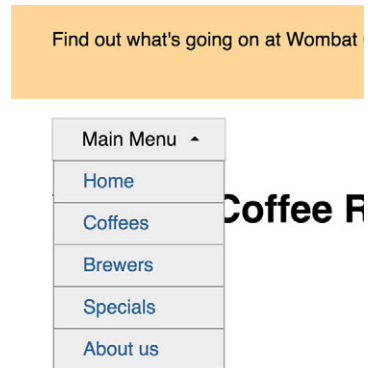 Find out what's going on at Wombat
Main Menu
Home
Coffee R
Coffees
Brewers
Specials
About us